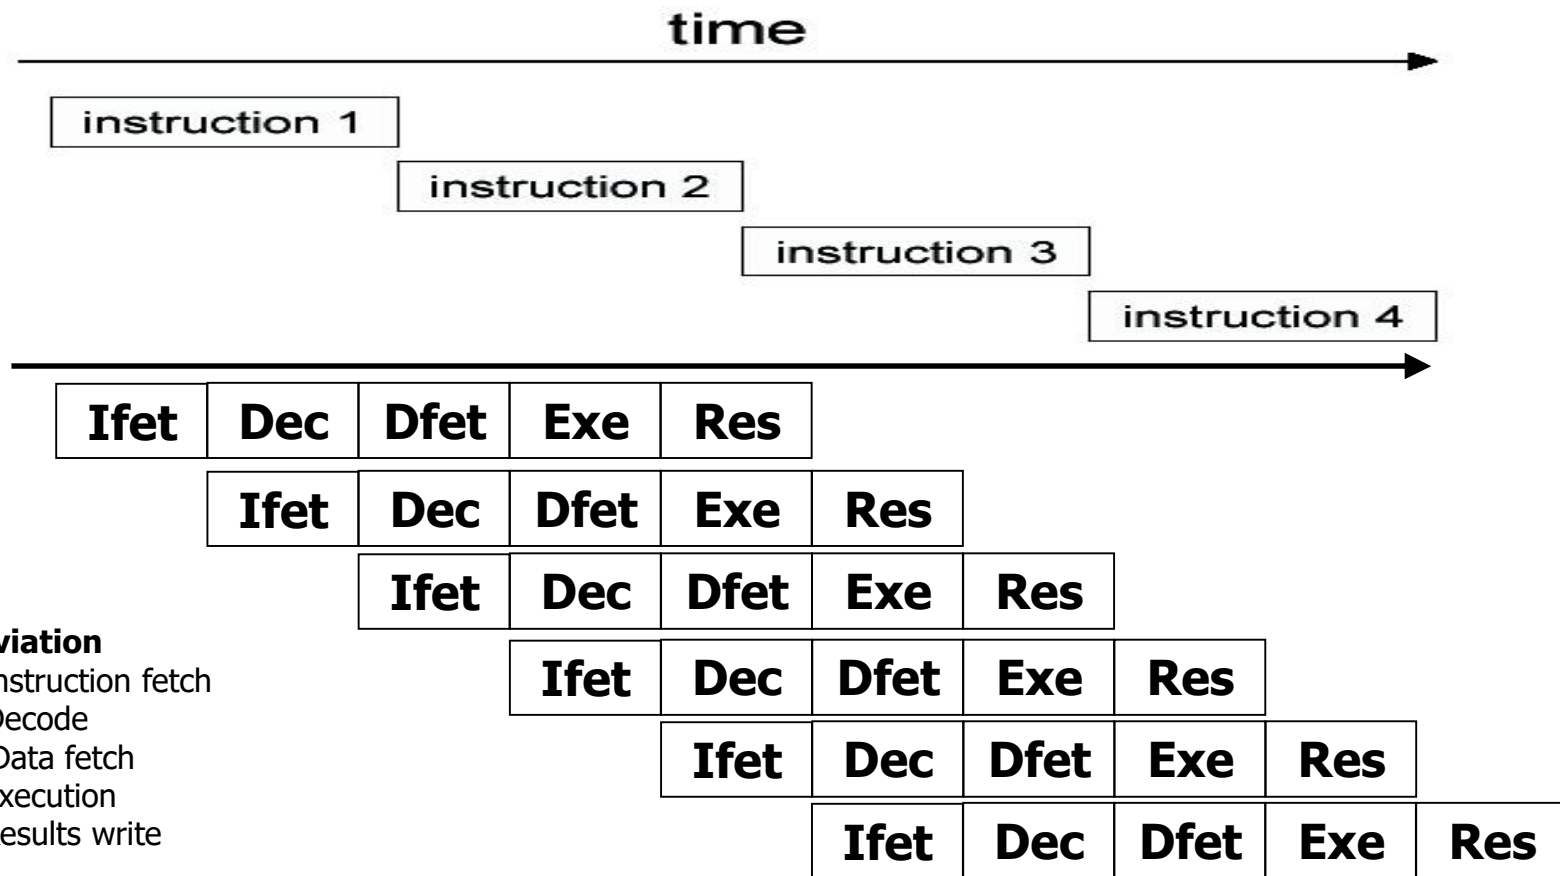 time
instruction 1
instruction 2
instruction 3
instruction 4
Ifet Dec Dfet Exe Res
Ifet Dec Dfet Exe Res
Ifet Dec Dfet Exe Res
viation
nstruction fetch
Decode
Data fetch
xecution
esults write
Ifet Dec Dfet Exe Res
Ifet Dec Dfet Exe Res
Ifet Dec Dfet Exe Res